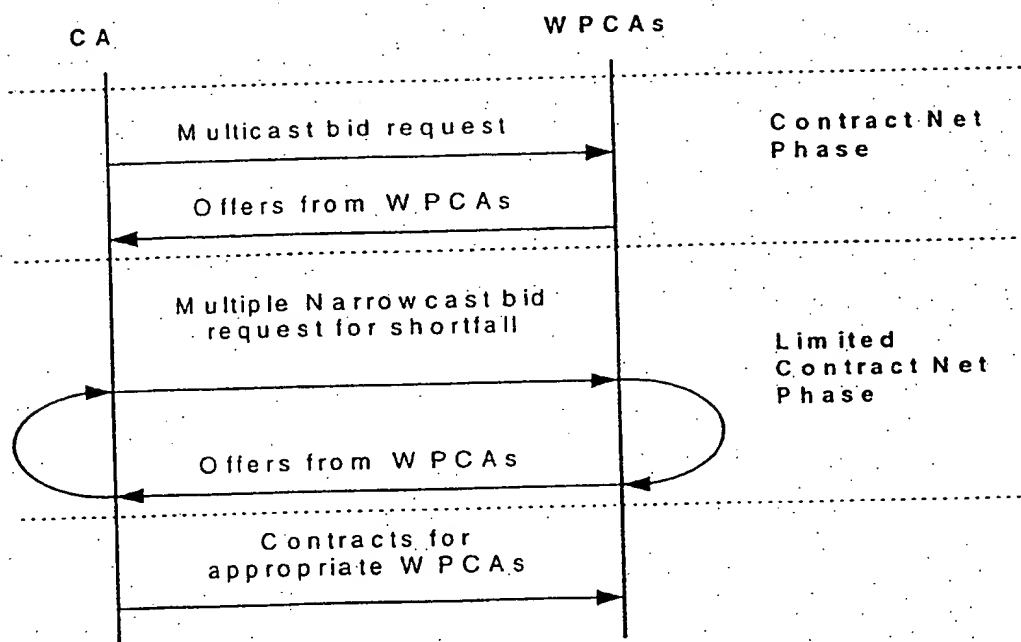 CA
WPCAs
Multicast bid request
Contract Net
Phase
Offers from WPCAs
Multiple Narrowcast bid
request for shortfall
Limited
Contract Net
Phase
Offers from WPCAs
Contracts for
appropriate WPCAs